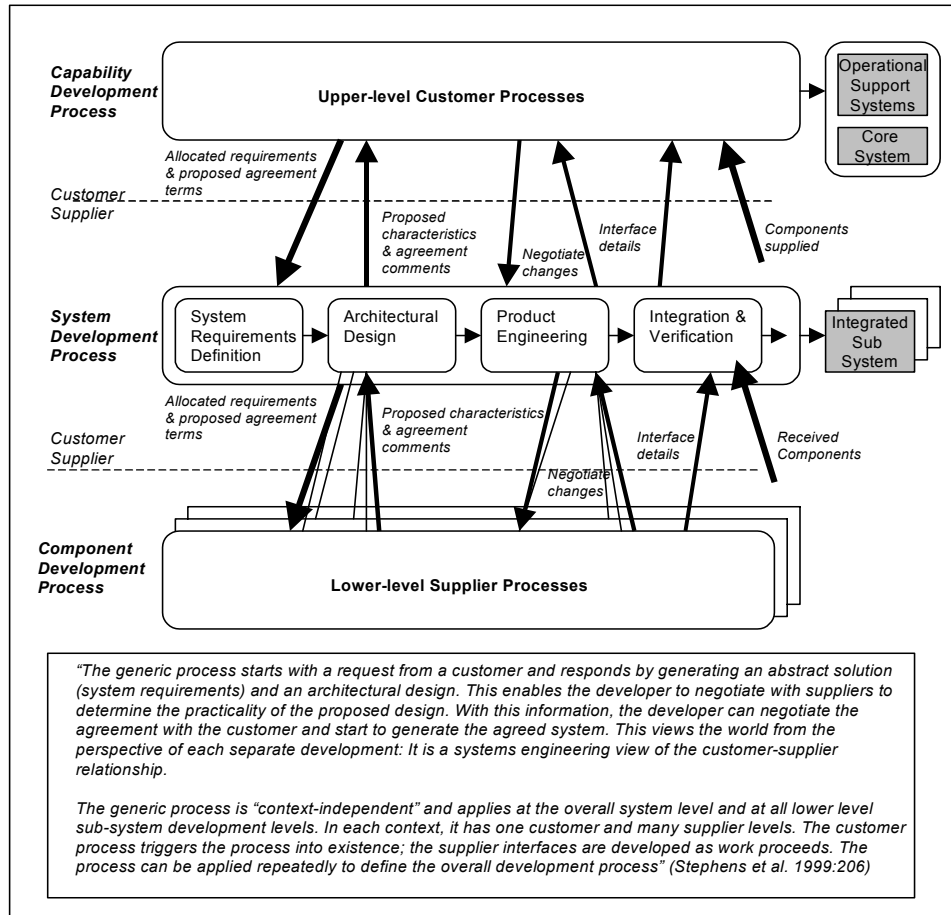 Capability
Development
Process
Upper-level Customer Processes
Operational
Support
Systems
Core
System
Allocated requirements
& proposed agreement
terms
Customer
Supplier
Proposed
characteristics
& agreement
comments
Negotiate
changes
Interface
details
Components
supplied
System
Development
Process
System
Requirements
Definition
Architectural
Design
Product
Engineering
Integration &
Verification
Integrated
Sub
System
Allocated requirements
& proposed agreement
terms
Customer
Supplier
Proposed characteristics
& agreement
comments
Negotiate
changes
Interface
details
Received
Components
Component
Development
Process
Lower-level Supplier Processes
“The generic process starts with a request from a customer and responds by generating an abstract solution
(system requirements) and an architectural design. This enables the developer to negotiate with suppliers to
determine the practicality of the proposed design. With this information, the developer can negotiate the
agreement with the customer and start to generate the agreed system. This views the world from the
perspective of each separate development: It is a systems engineering view of the customer-supplier
relationship.
The generic process is “context-independent” and applies at the overall system level and at all lower level
sub-system development levels. In each context, it has one customer and many supplier levels. The customer
process triggers the process into existence; the supplier interfaces are developed as work proceeds. The
process can be applied repeatedly to define the overall development process” (Stephens et al. 1999:206)